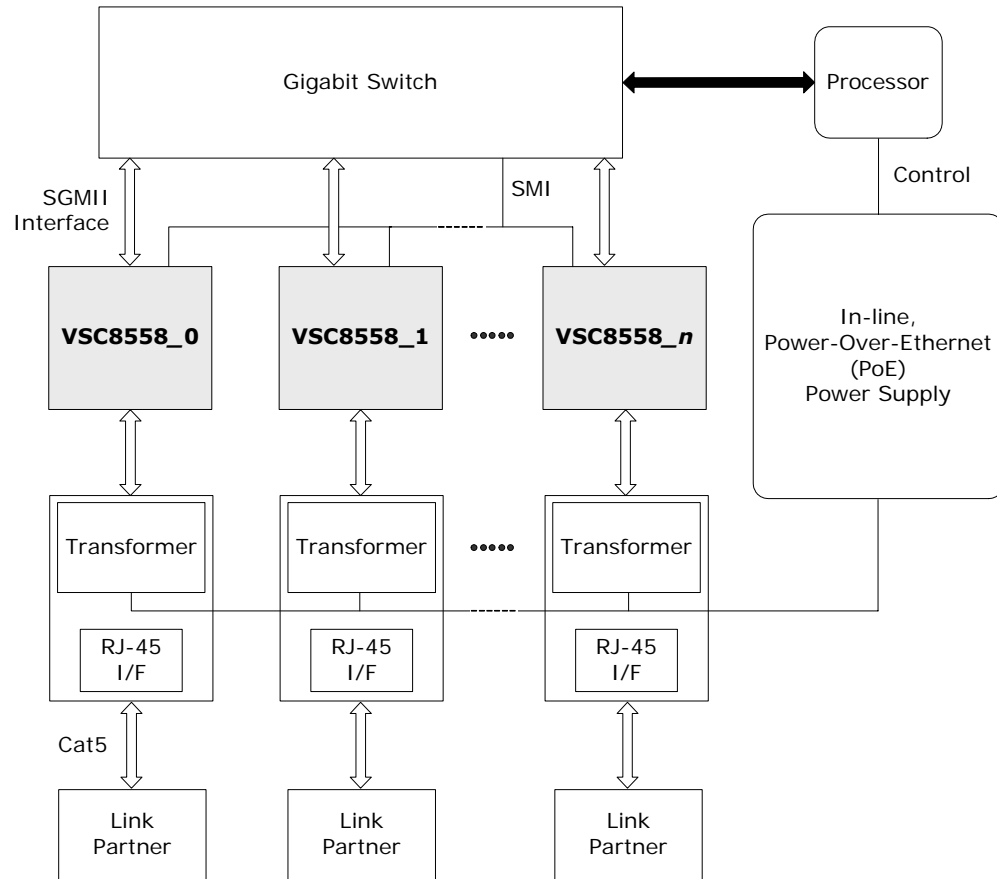 Gigabit Switch
Processor
SGMII
Interface
SMI
Control
VSC8558_0
VSC8558_1
VSC8558_n
In-line,
Power-Over-Ethernet
(PoE)
Power Supply
Transformer
Transformer
Transformer
RJ-45
I/F
RJ-45
I/F
RJ-45
I/F
Cat5
Link
Partner
Link
Partner
Link
Partner